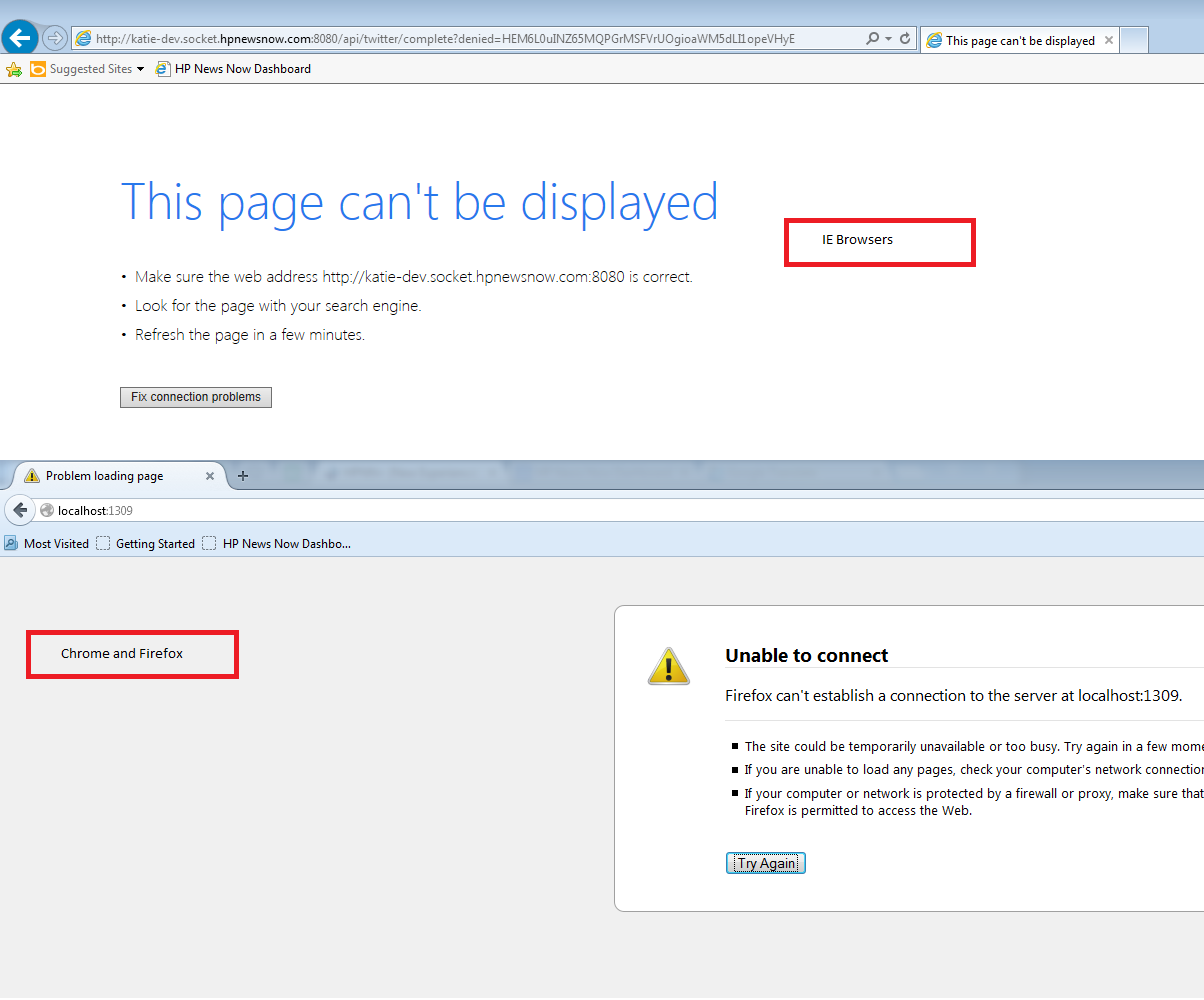 http://katie-dev.socket.hpnewsnow.com:8080/api/twitter/complete?denied=HEM6L0uINZ65MQPGrMSFVrUOgioaWM5dLI1opeVHyE
This page can't be displayed
Suggested Sites
HP News Now Dashboard
This page can't be displayed
IE Browsers
• Make sure the web address http://katie-dev.socket.hpnewsnow.com:8080 is correct.
• Look for the page with your search engine.
• Refresh the page in a few minutes.
Fix connection problems
Problem loading page
localhost:1309
Most Visited
Getting Started
HP News Now Dashbo...
Chrome and Firefox
Unable to connect
Firefox can't establish a connection to the server at localhost:1309.
The site could be temporarily unavailable or too busy. Try again in a few mome
If you are unable to load any pages, check your computer's network connection
If your computer or network is protected by a firewall or proxy, make sure that
Firefox is permitted to access the Web.
Try Again